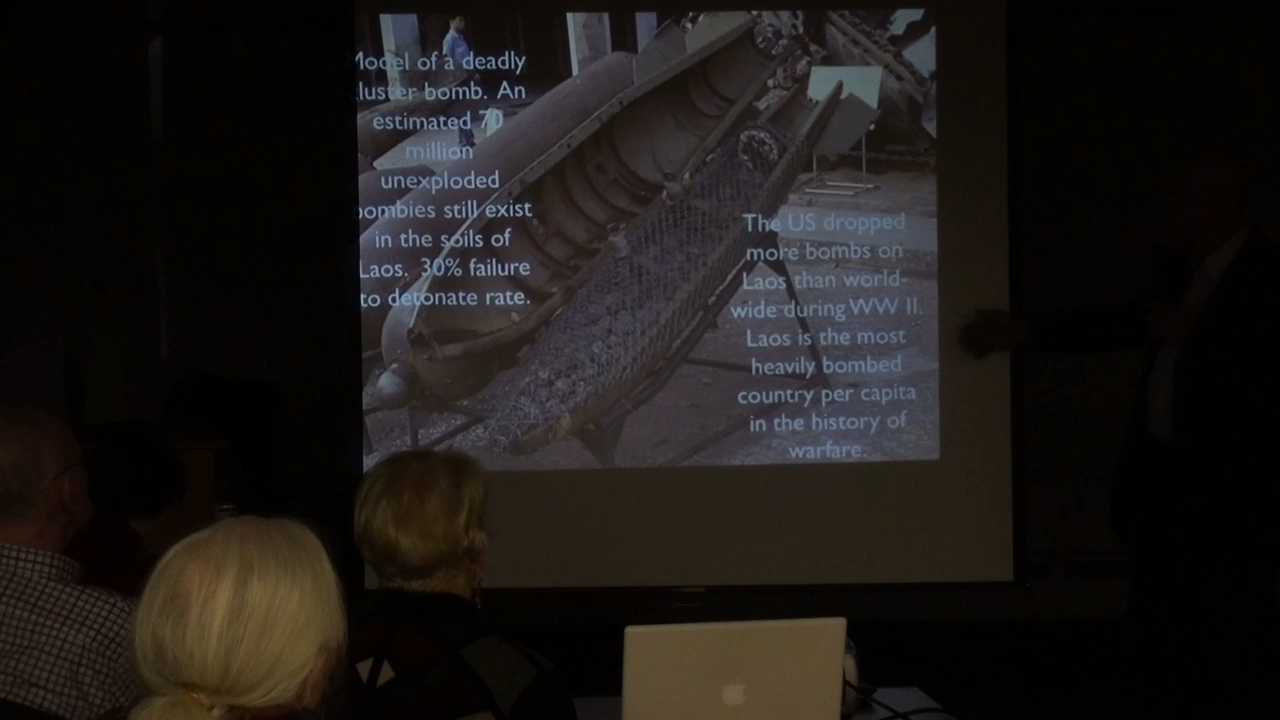 Model of a deadly
cluster bomb. An
estimated 70
million
unexploded
bombies still exist
in the soils of
Laos. 30% failure
to detonate rate.
The US dropped
more bombs on
Laos than world-
wide during WW II.
Laos is the most
heavily bombed
country per capita
in the history of
warfare.